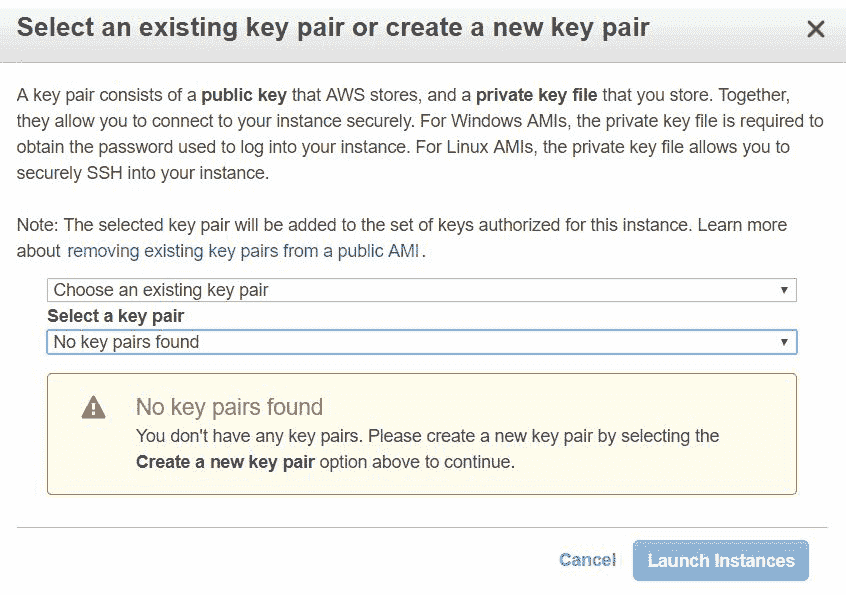 Select an existing key pair or create a new key pair
A key pair consists of a public key that AWS stores, and a private key file that you store. Together,
they allow you to connect to your instance securely. For Windows AMIs, the private key file is required to
obtain the password used to log into your instance. For Linux AMIs, the private key file allows you to
securely SSH into your instance.
Note: The selected key pair will be added to the set of keys authorized for this instance. Learn more
about removing existing key pairs from a public AMI.
Choose an existing key pair
Select a key pair
No key pairs found
No key pairs found
You don't have any key pairs. Please create a new key pair by selecting the
Create a new key pair option above to continue.
Cancel Launch Instances